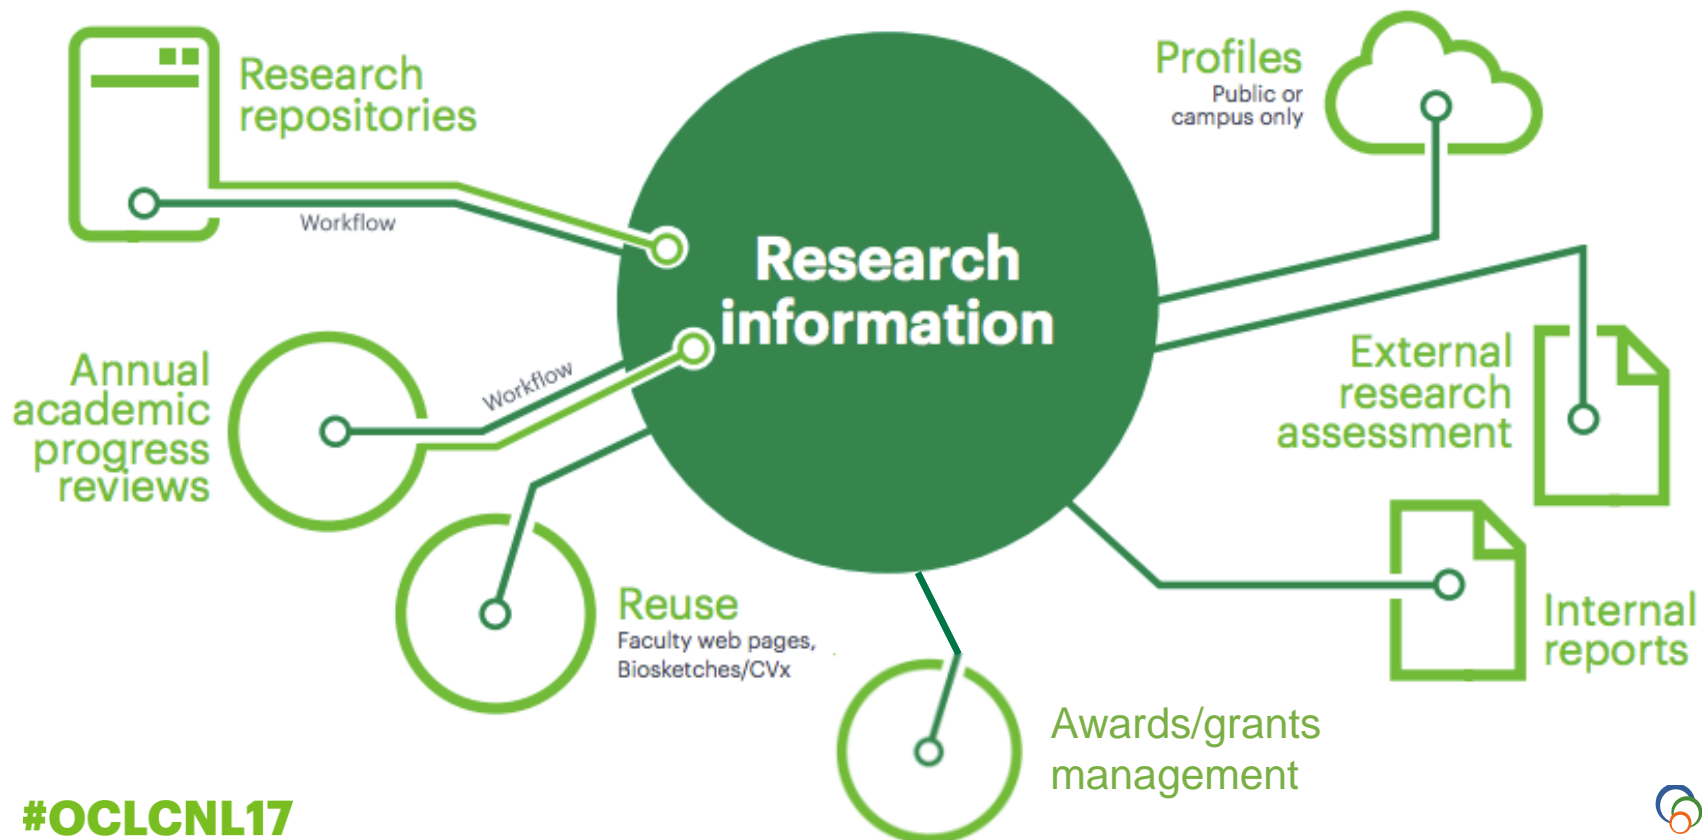 Research
repositories
Workflow
Profiles
Public or
campus only
Research
information
Annual
academic
progress
reviews
Workflow
External
research
assessment
Reuse
Faculty web pages,
Biosketches/CVx
Internal
reports
Awards/grants
management
#OCLCNL17